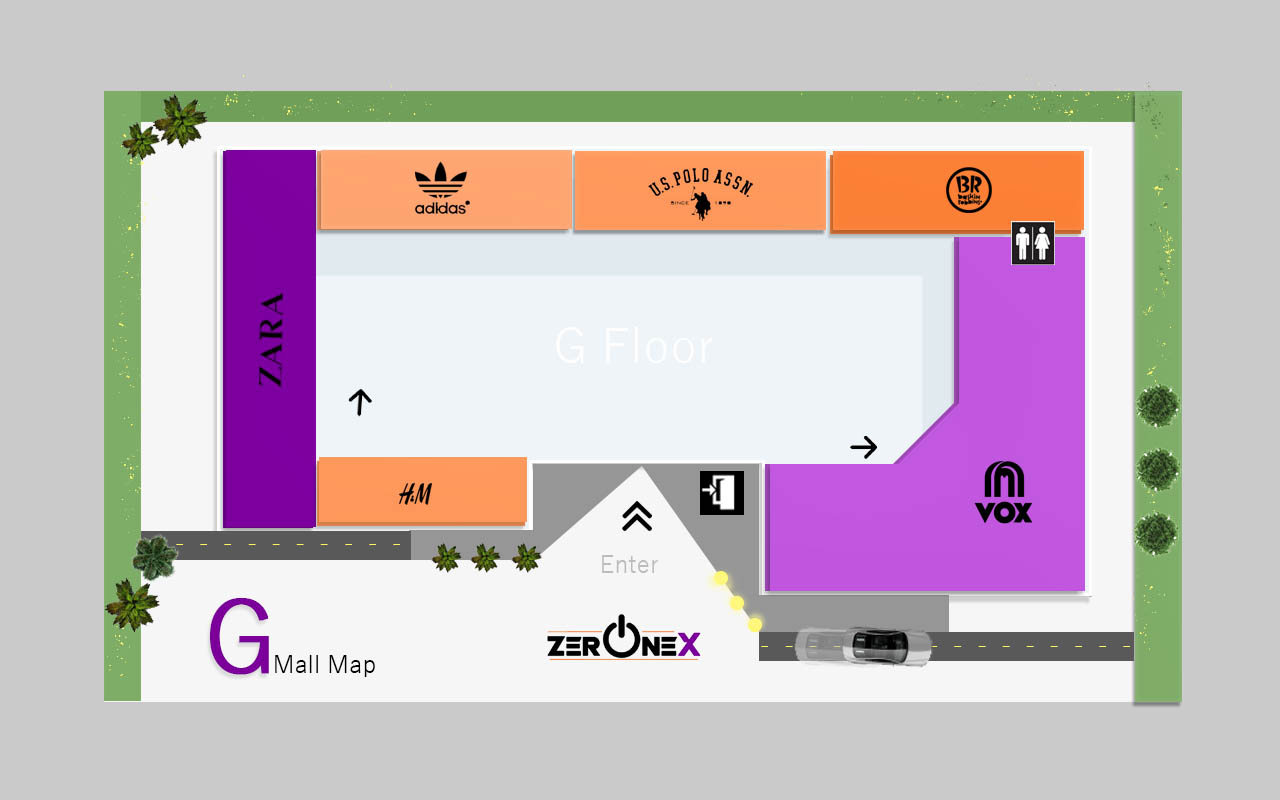 adidas
U.S. POLO ASSN.
SINCE 1890
BR
baskin
robbins
ZARA
G Floor
H&M
VOX
Enter
ZERONEX
G Mall Map